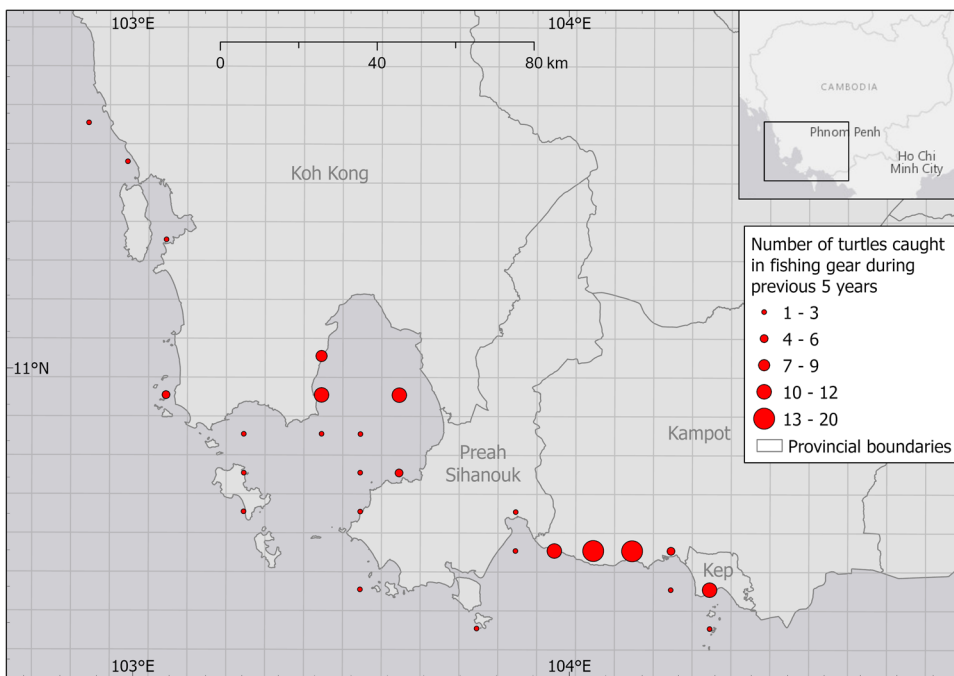 103°E
104°E
0
40
80 km
CAMBODIA
Phnom Penh
Ho Chi
Minh City
Koh Kong
Number of turtles caught
in fishing gear during
previous 5 years
1 - 3
4 - 6
7 - 9
10 - 12
13 - 20
Provincial boundaries
11°N
Kampot
Preah
Sihanouk
Kep
103°E
104°E